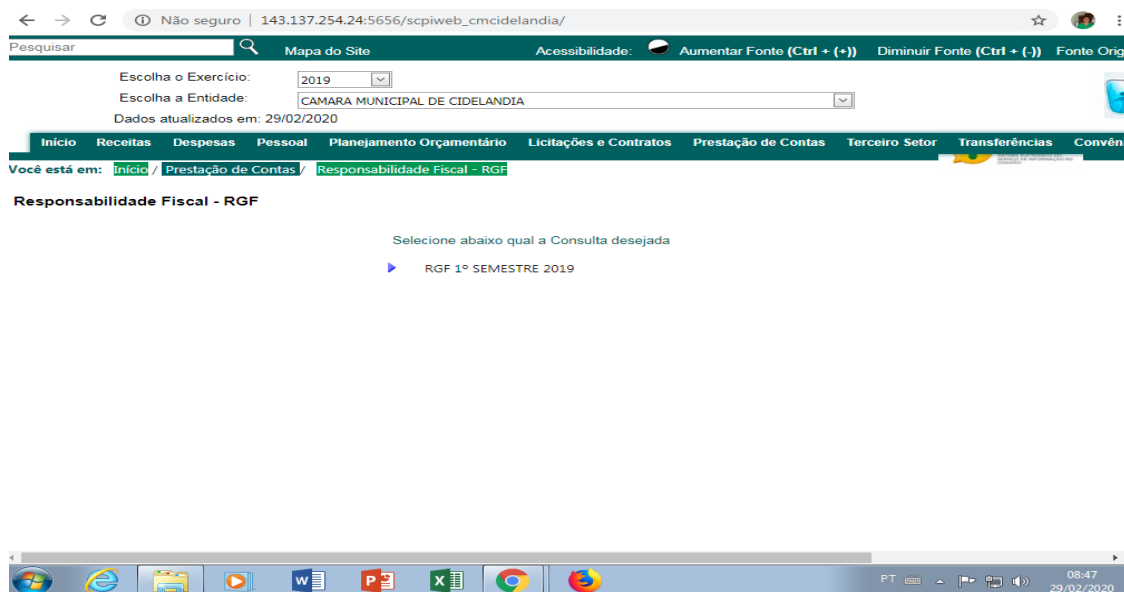 Não seguro | 143.137.254.24:5656/scpiweb_cmcidelandia/
Pesquisar Mapa do Site Acessibilidade: Aumentar Fonte (Ctrl + (+)) Diminuir Fonte (Ctrl + (-)) Fonte Orig
Escolha o Exercício: 2019
Escolha a Entidade: CAMARA MUNICIPAL DE CIDELANDIA
Dados atualizados em: 29/02/2020
Início Receitas Despesas Pessoal Planejamento Orçamentário Licitações e Contratos Prestação de Contas Terceiro Setor Transferências Convên
Você está em: Início / Prestação de Contas / Responsabilidade Fiscal - RGF
Responsabilidade Fiscal - RGF
Selecione abaixo qual a Consulta desejada
RGF 1º SEMESTRE 2019
PT 08:47
29/02/2020